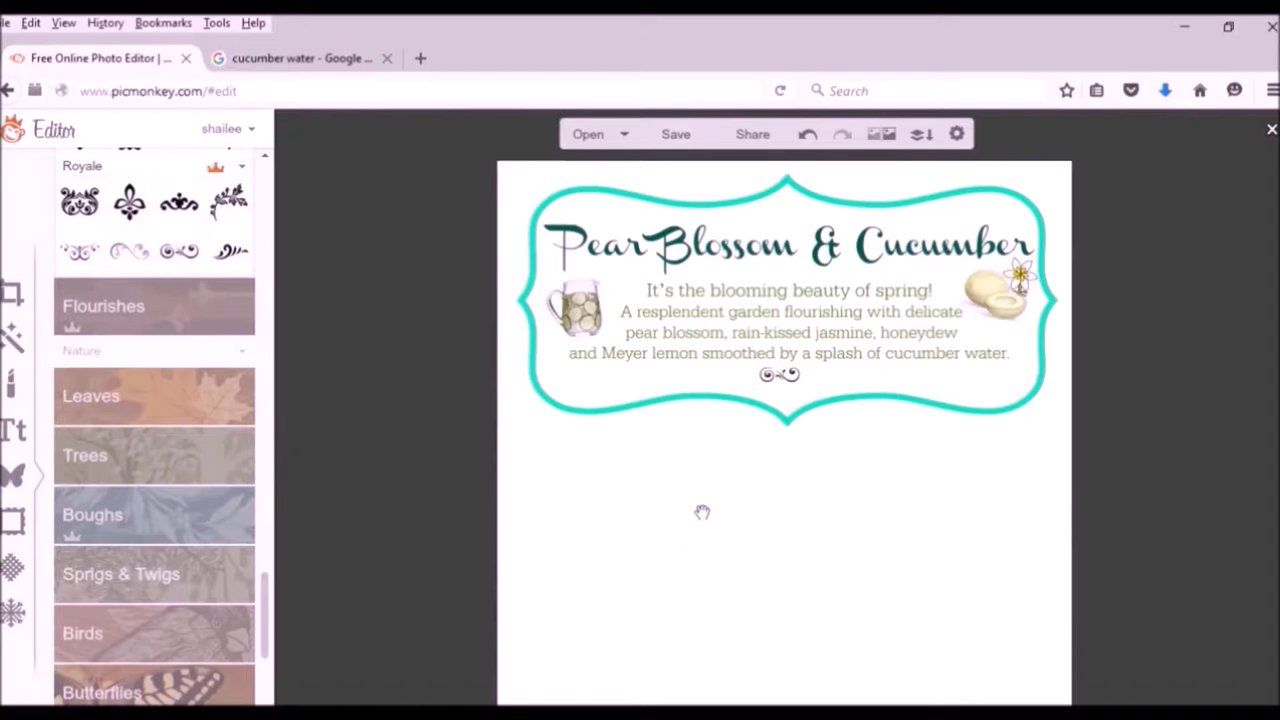 Edit View History Bookmarks Tools Help
Free Online Photo Editor | ...
cucumber water - Google ...
www.picmonkey.com/#edit
Search
Editor
shailee
Open Save Share
Royale
Flourishes
Nature
Leaves
Trees
Boughs
Sprigs & Twigs
Birds
Butterflies
Tt
Pear Blossom & Cucumber
It's the blooming beauty of spring!
A resplendent garden flourishing with delicate
pear blossom, rain-kissed jasmine, honeydew
and Meyer lemon smoothed by a splash of cucumber water.